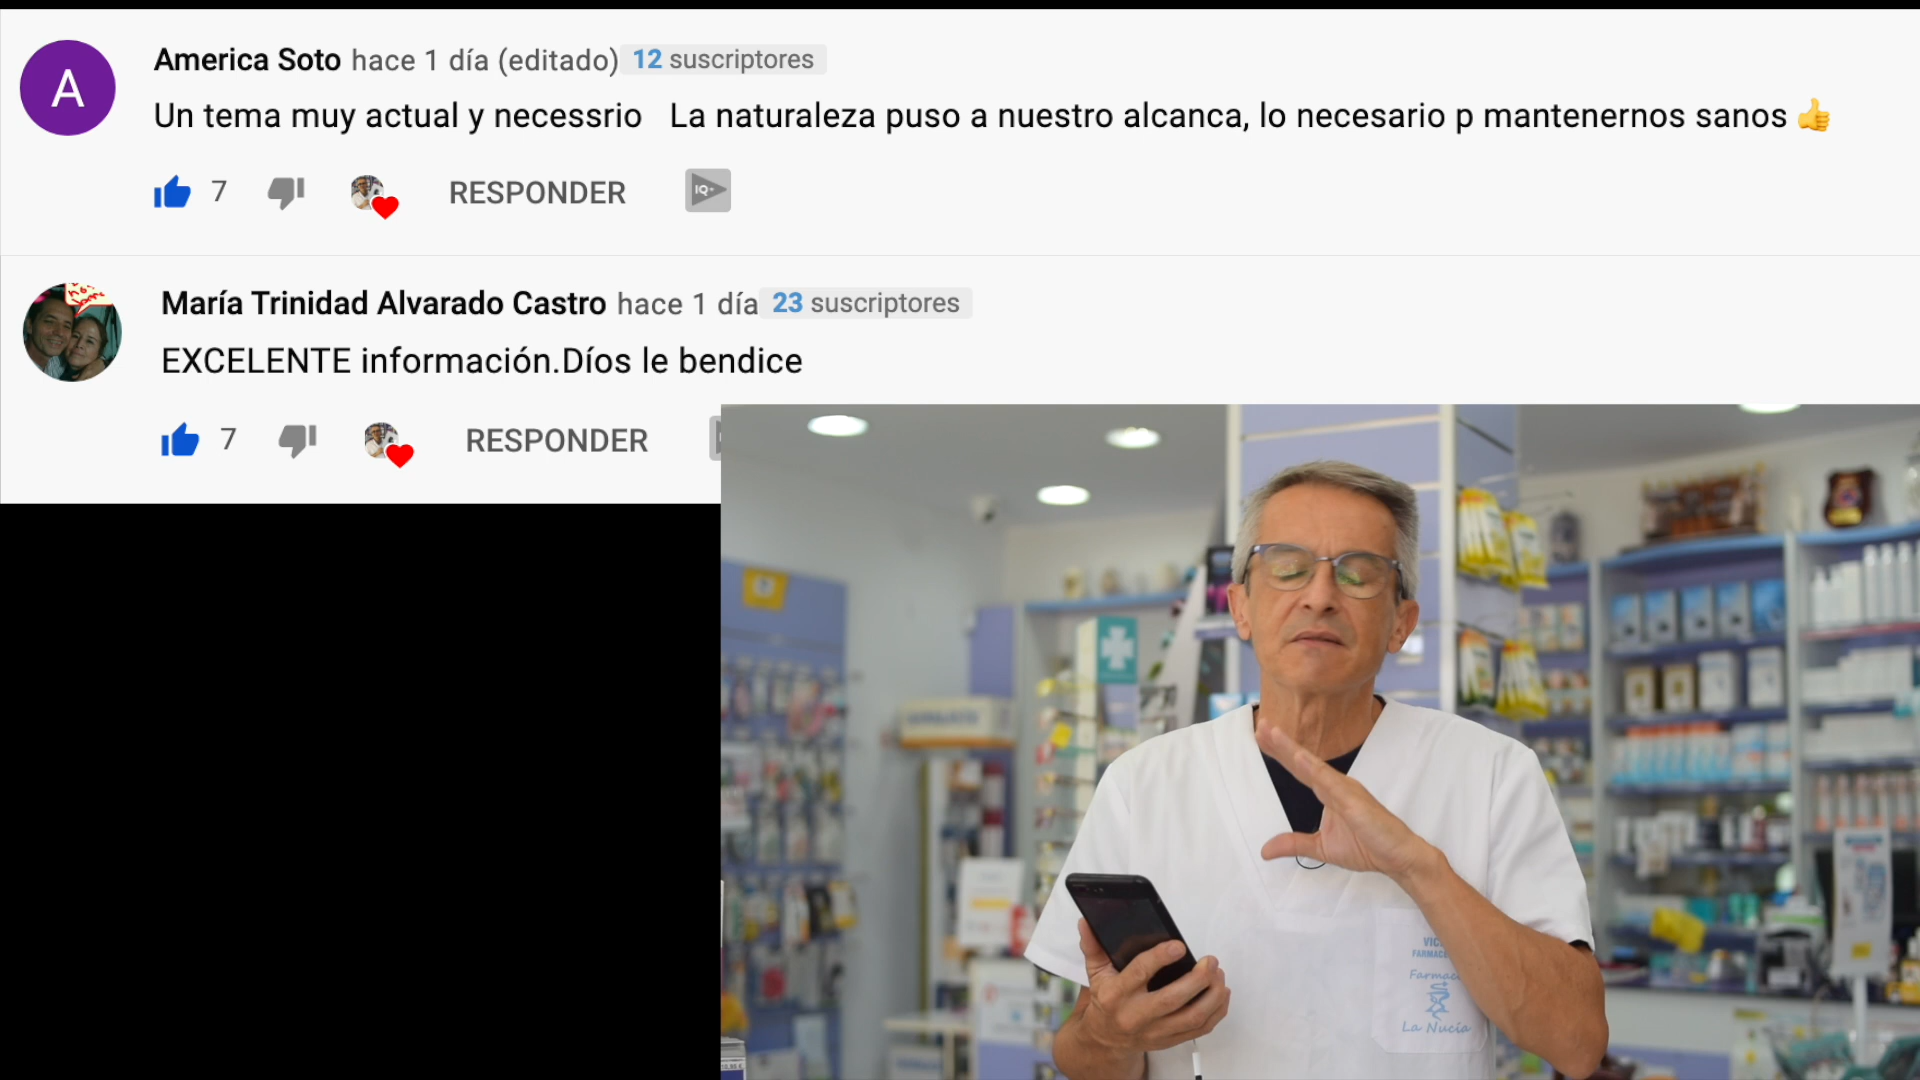 A
America Soto hace 1 día (editado) 12 suscriptores
Un tema muy actual y necessrio La naturaleza puso a nuestro alcanca, lo necesario p mantenernos sanos 👍
7 RESPONDER IQ
María Trinidad Alvarado Castro hace 1 día 23 suscriptores
EXCELENTE información.Díos le bendice
7 RESPONDER
La Nucía